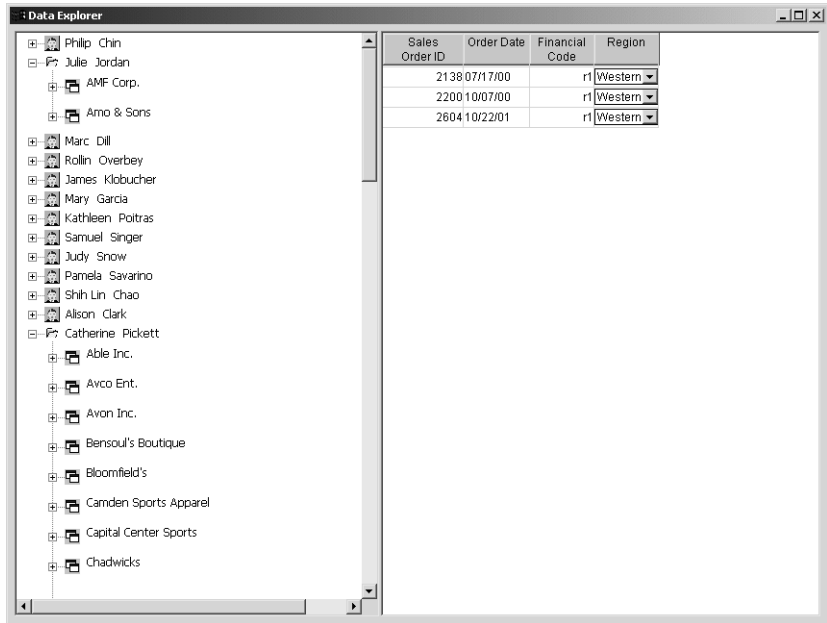 Data Explorer
Philip Chin
Julie Jordan
AMF Corp.
Amo & Sons
Marc Dill
Rollin Overbey
James Klobucher
Mary Garcia
Kathleen Poitras
Samuel Singer
Judy Snow
Pamela Savarino
Shih Lin Chao
Alison Clark
Catherine Pickett
Able Inc.
Avco Ent.
Avon Inc.
Bensoul's Boutique
Bloomfield's
Camden Sports Apparel
Capital Center Sports
Chadwicks
Sales Order ID Order Date Financial Code Region
2138 07/17/00 r1 Western
2200 10/07/00 r1 Western
2604 10/22/01 r1 Western